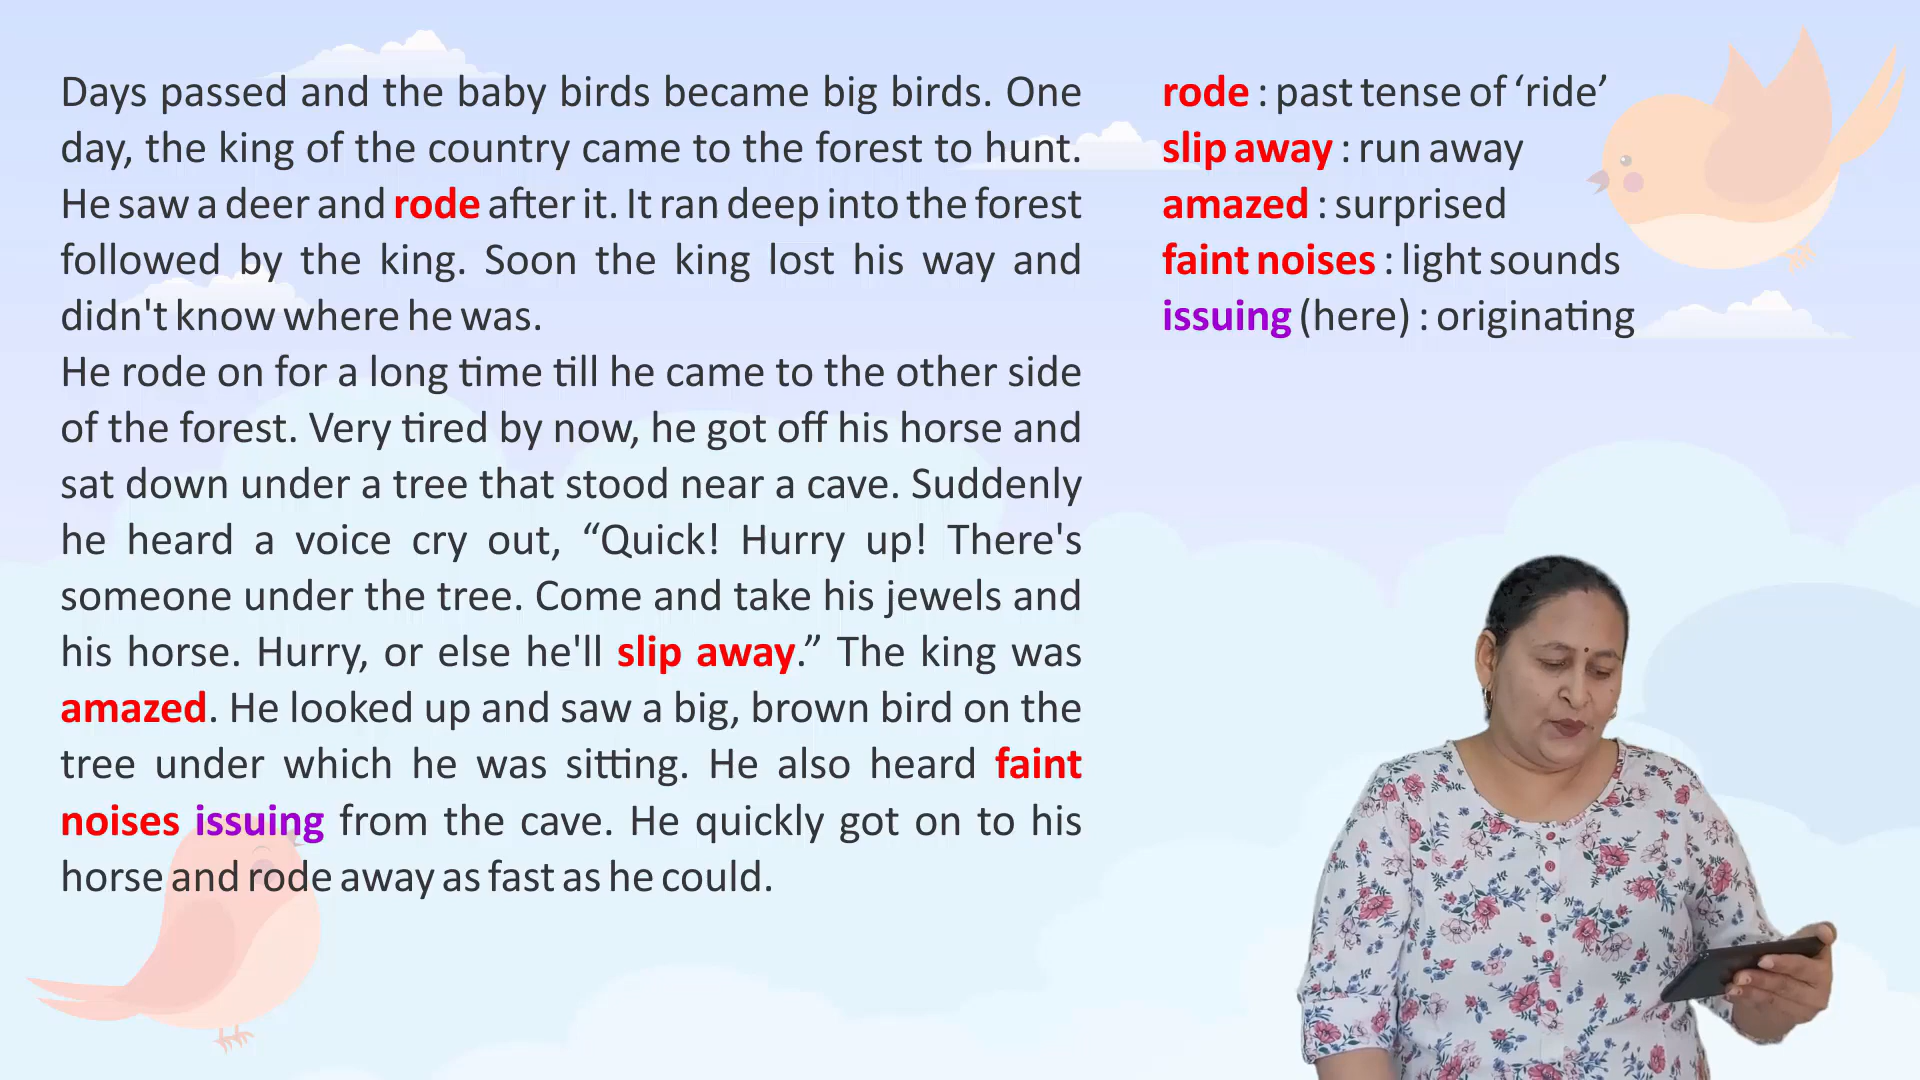 Days passed and the baby birds became big birds. One
day, the king of the country came to the forest to hunt.
He saw a deer and rode after it. It ran deep into the forest
followed by the king. Soon the king lost his way and
didn't know where he was.
He rode on for a long time till he came to the other side
of the forest. Very tired by now, he got off his horse and
sat down under a tree that stood near a cave. Suddenly
he heard a voice cry out, “Quick! Hurry up! There's
someone under the tree. Come and take his jewels and
his horse. Hurry, or else he'll slip away.” The king was
amazed. He looked up and saw a big, brown bird on the
tree under which he was sitting. He also heard faint
noises issuing from the cave. He quickly got on to his
horse and rode away as fast as he could.
rode : past tense of ‘ride’
slip away : run away
amazed : surprised
faint noises : light sounds
issuing (here) : originating